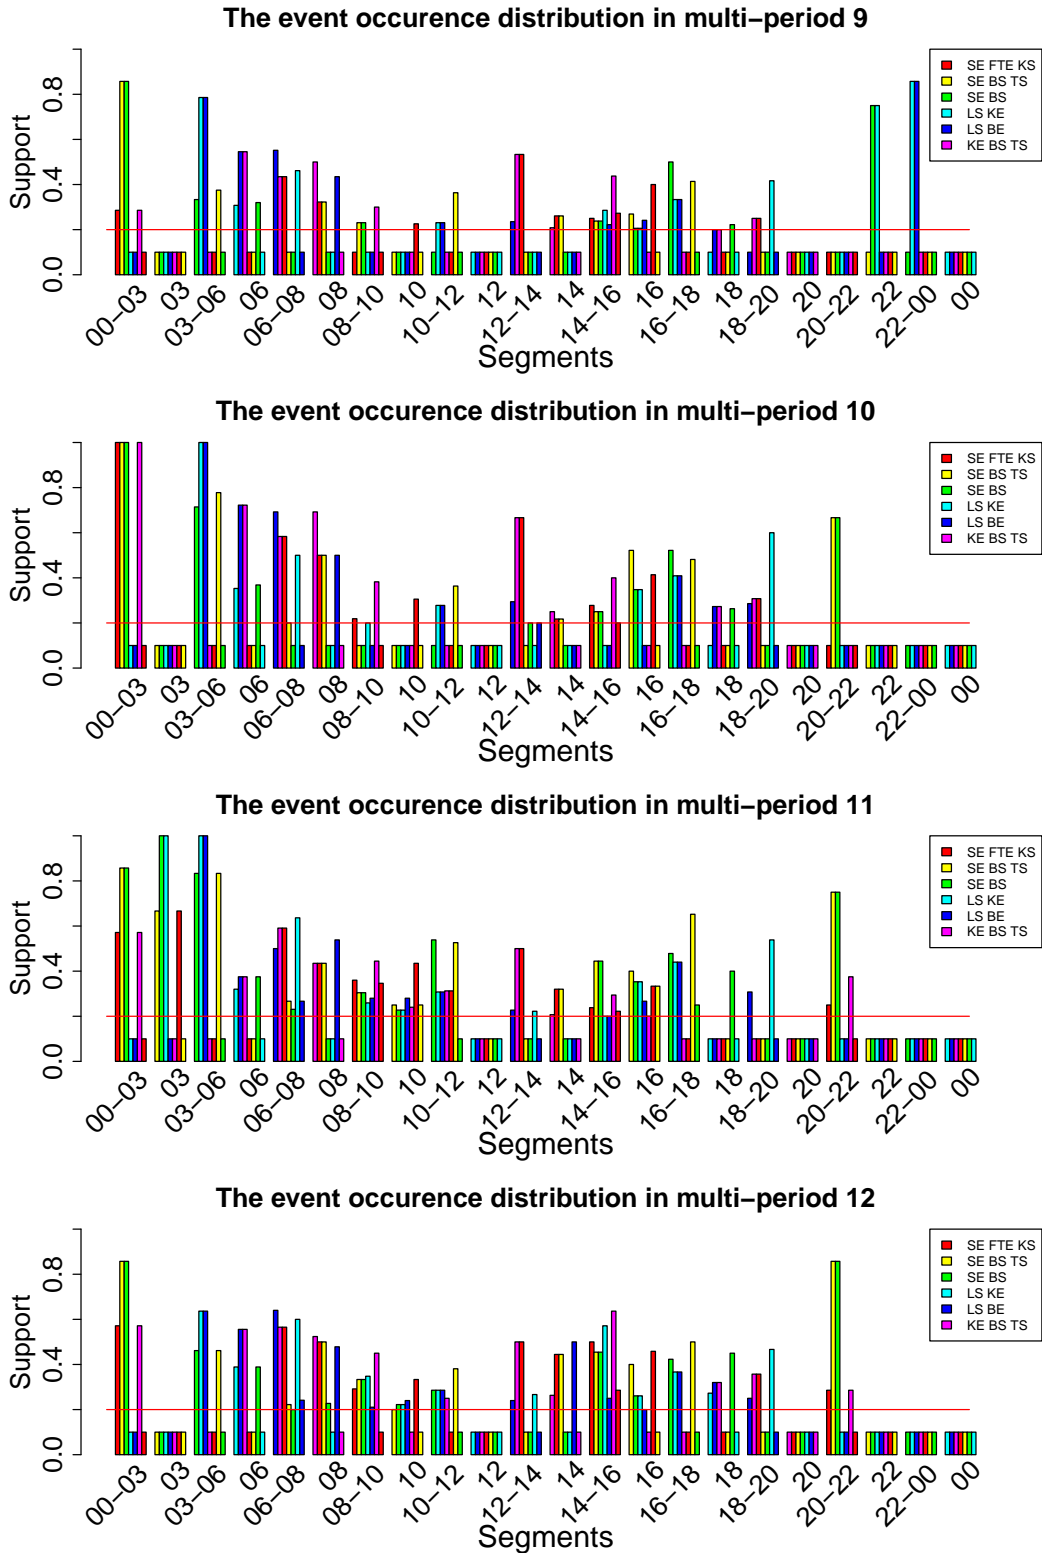 The event occurence distribution in multi−period 9
Support
0.0 0.4 0.8
SE FTE KS
SE BS TS
SE BS
LS KE
LS BE
KE BS TS
00−03 03 03−06 06 06−08 08 08−10 10 10−12 12 12−14 14 14−16 16 16−18 18 18−20 20 20−22 22 22−00 00
Segments
The event occurence distribution in multi−period 10
Support
0.0 0.4 0.8
SE FTE KS
SE BS TS
SE BS
LS KE
LS BE
KE BS TS
00−03 03 03−06 06 06−08 08 08−10 10 10−12 12 12−14 14 14−16 16 16−18 18 18−20 20 20−22 22 22−00 00
Segments
The event occurence distribution in multi−period 11
Support
0.0 0.4 0.8
SE FTE KS
SE BS TS
SE BS
LS KE
LS BE
KE BS TS
00−03 03 03−06 06 06−08 08 08−10 10 10−12 12 12−14 14 14−16 16 16−18 18 18−20 20 20−22 22 22−00 00
Segments
The event occurence distribution in multi−period 12
Support
0.0 0.4 0.8
SE FTE KS
SE BS TS
SE BS
LS KE
LS BE
KE BS TS
00−03 03 03−06 06 06−08 08 08−10 10 10−12 12 12−14 14 14−16 16 16−18 18 18−20 20 20−22 22 22−00 00
Segments